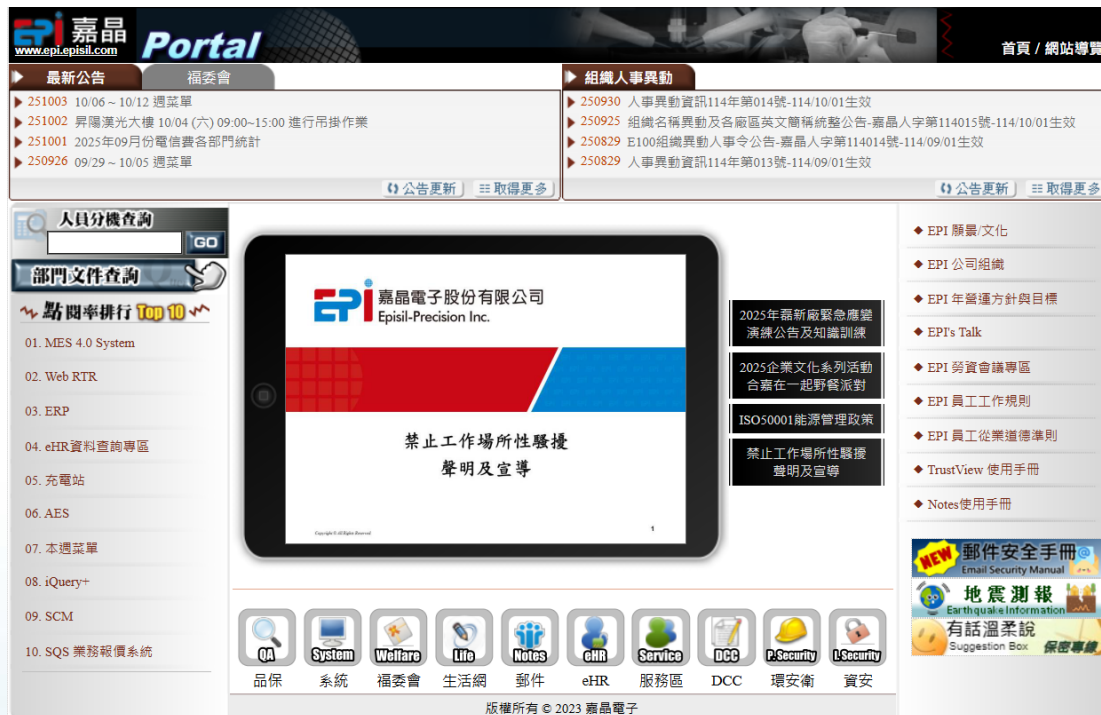 EPi 嘉晶
www.epi.episil.com
Portal
首頁 / 網站導覽
最新公告
福委會
251003 10/06 ~ 10/12 週菜單
251002 昇陽漢光大樓 10/04 (六) 09:00~15:00 進行吊掛作業
251001 2025年09月份電信費各部門統計
250926 09/29 ~ 10/05 週菜單
公告更新
取得更多
組織人事異動
250930 人事異動資訊114年第014號-114/10/01生效
250925 組織名稱異動及各廠區英文簡稱統整公告-嘉晶人字第114015號-114/10/01生效
250829 E100組織異動人事令公告-嘉晶人字第114014號-114/09/01生效
250829 人事異動資訊114年第013號-114/09/01生效
公告更新
取得更多
人員分機查詢
GO
部門文件查詢
點閱率排行 Top 10
01. MES 4.0 System
02. Web RTR
03. ERP
04. eHR資料查詢專區
05. 充電站
06. AES
07. 本週菜單
08. iQuery+
09. SCM
10. SQS 業務報價系統
EPi 嘉晶電子股份有限公司
Episil-Precision Inc.
禁止工作場所性騷擾
聲明及宣導
Copyright © All Rights Reserved
1
2025年磊新廠緊急應變
演練公告及知識訓練
2025企業文化系列活動
合嘉在一起野餐派對
ISO50001能源管理政策
禁止工作場所性騷擾
聲明及宣導
EPI 願景/文化
EPI 公司組織
EPI 年營運方針與目標
EPI's Talk
EPI 勞資會議專區
EPI 員工工作規則
EPI 員工從業道德準則
TrustView 使用手冊
Notes使用手冊
NEW 郵件安全手冊
Email Security Manual
地震測報
Earthquake Information
有話溫柔說
Suggestion Box 保密專線
QA System Welfare Life Notes eHR Service DCC P.Security I.Security
品保 系統 福委會 生活網 郵件 eHR 服務區 DCC 環安衛 資安
版權所有 © 2023 嘉晶電子